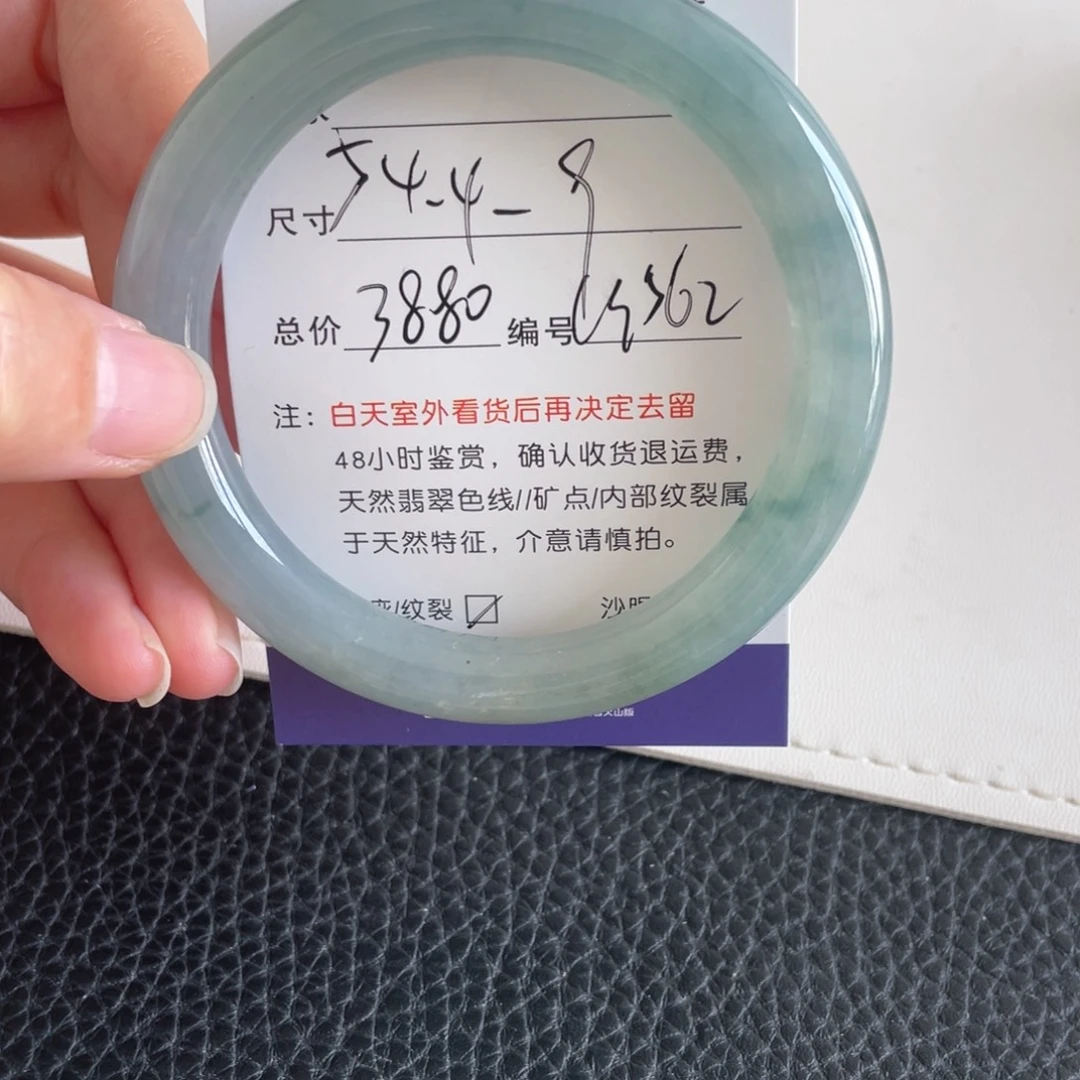 尺寸 54-4-9
总价 3880 编号
注：白天室外看货后再决定去留
48小时鉴赏，确认收货退运费，
天然翡翠色线//矿点/内部纹裂属
于天然特征，介意请慎拍。
/纹裂 ☑ 沙眼